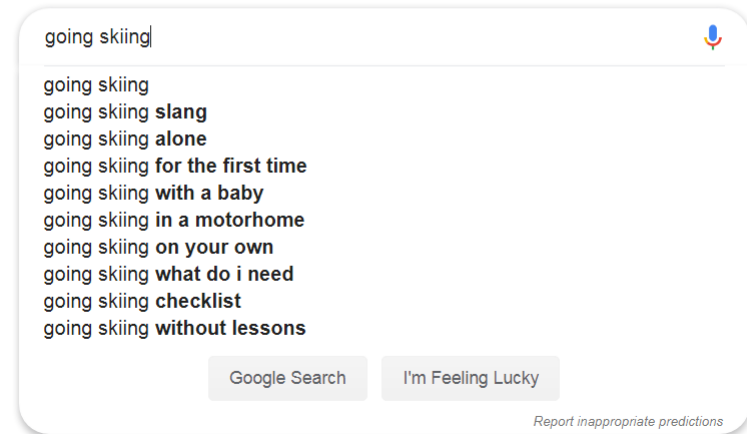 going skiing
going skiing
going skiing slang
going skiing alone
going skiing for the first time
going skiing with a baby
going skiing in a motorhome
going skiing on your own
going skiing what do i need
going skiing checklist
going skiing without lessons
Google Search I'm Feeling Lucky
Report inappropriate predictions